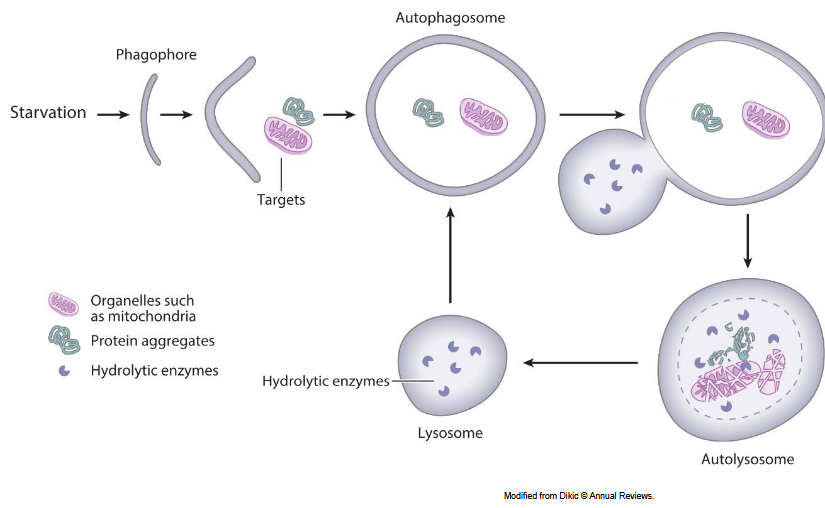 Autophagosome
Phagophore
Starvation
Targets
Organelles such
as mitochondria
Protein aggregates
Hydrolytic enzymes
Hydrolytic enzymes
Lysosome
Autolysosome
Modified from Dikic © Annual Reviews.